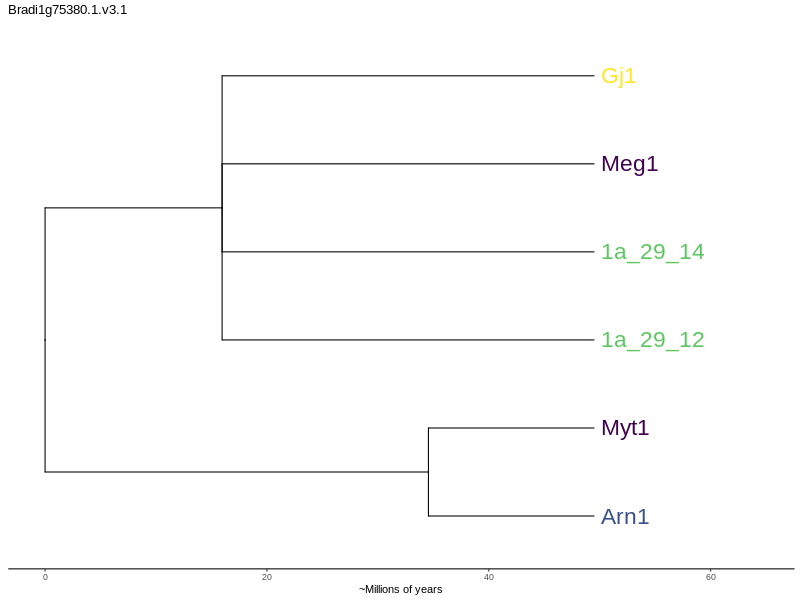 Bradi1g75380.1.v3.1
Gj1
Meg1
1a_29_14
1a_29_12
Myt1
Arn1
0 20 40 60
~Millions of years